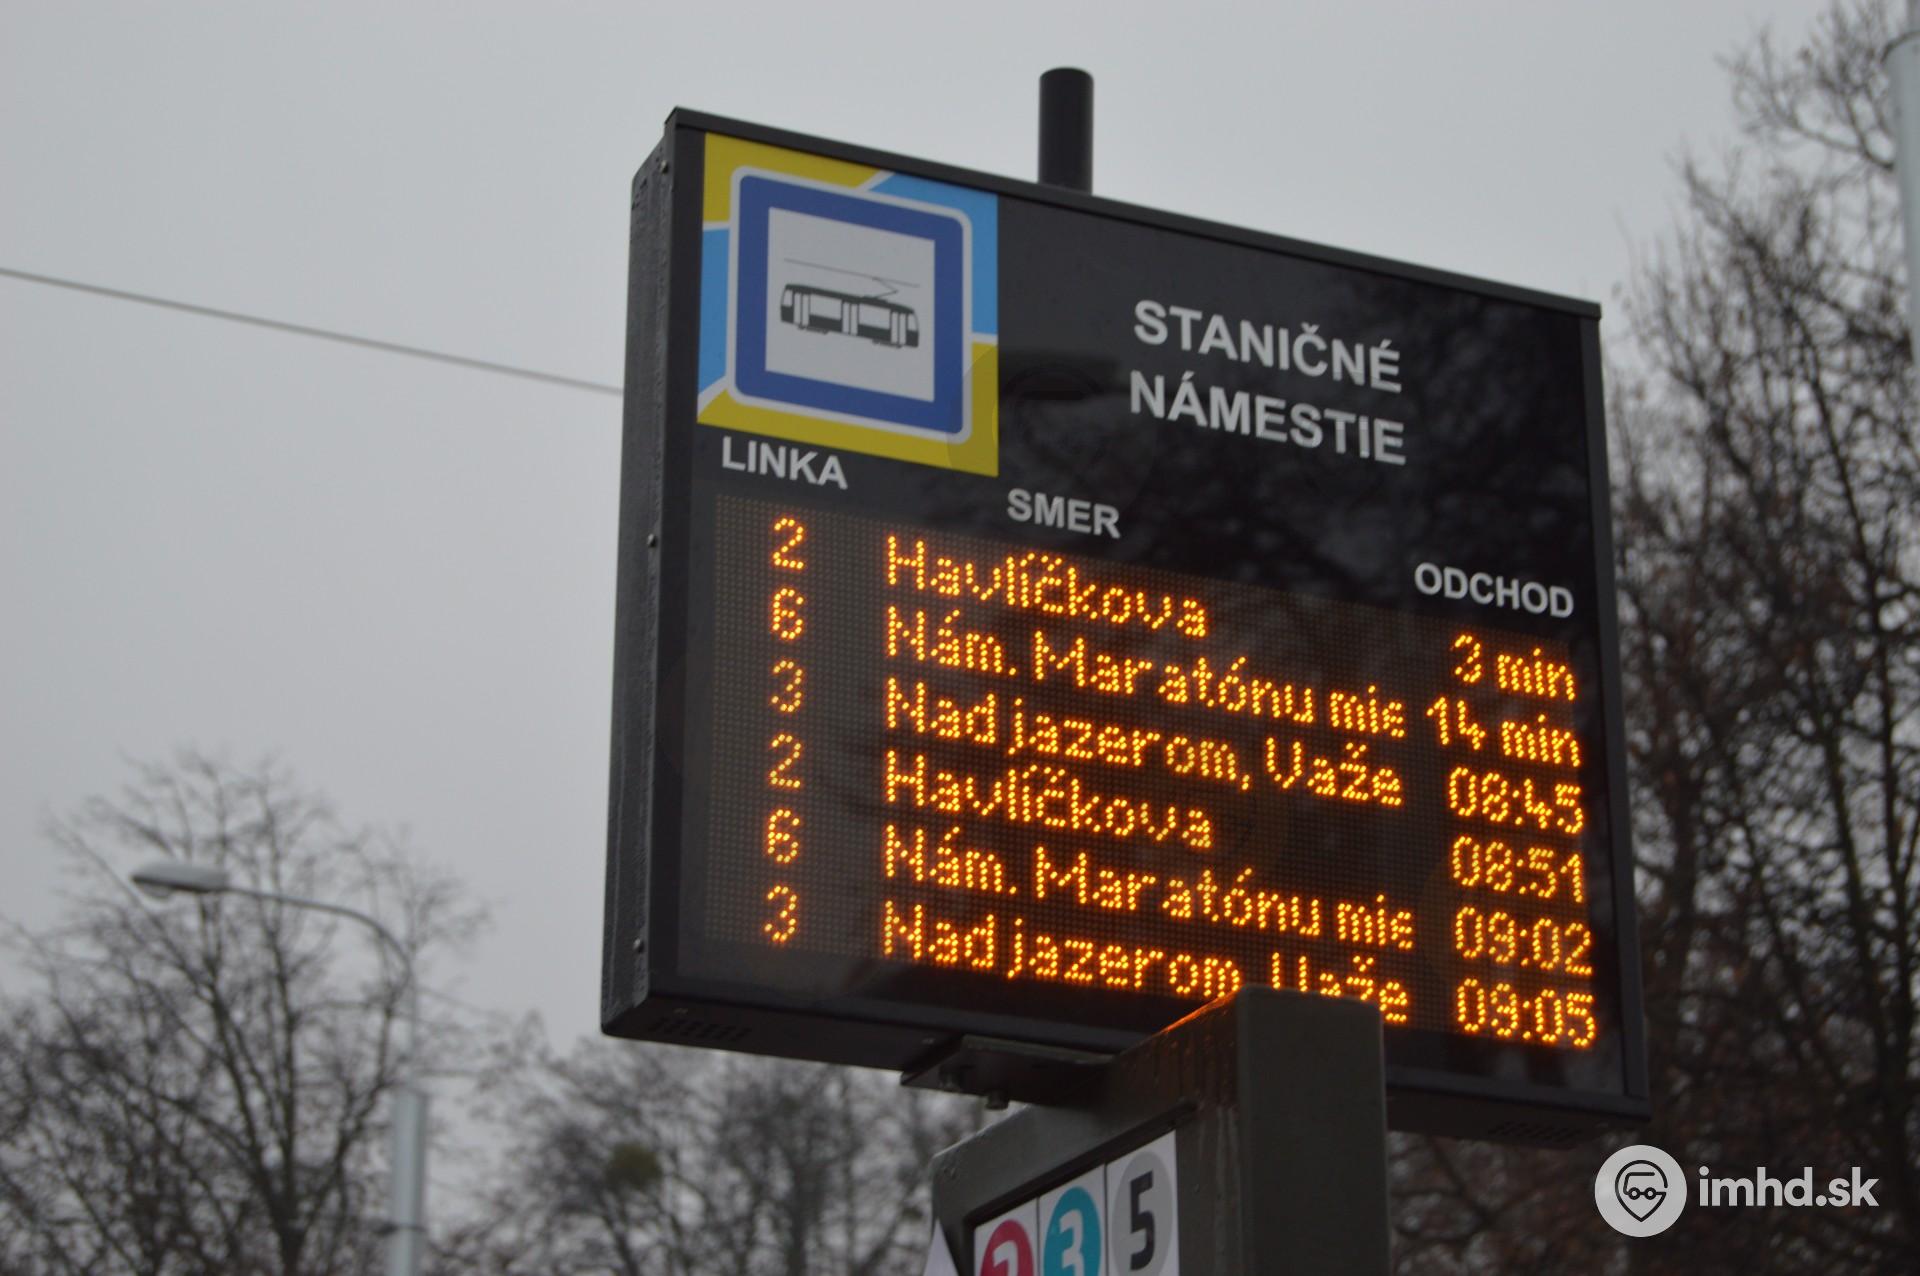 STANIČNÉ
NÁMESTIE
LINKA SMER ODCHOD
2 Havlíčkova 3 min
6 Nám. Maratónu mie 14 min
3 Nad jazerom, Važe 08:45
2 Havlíčkova 08:51
6 Nám. Maratónu mie 09:02
3 Nad jazerom, Važe 09:05
2 3 5
imhd.sk